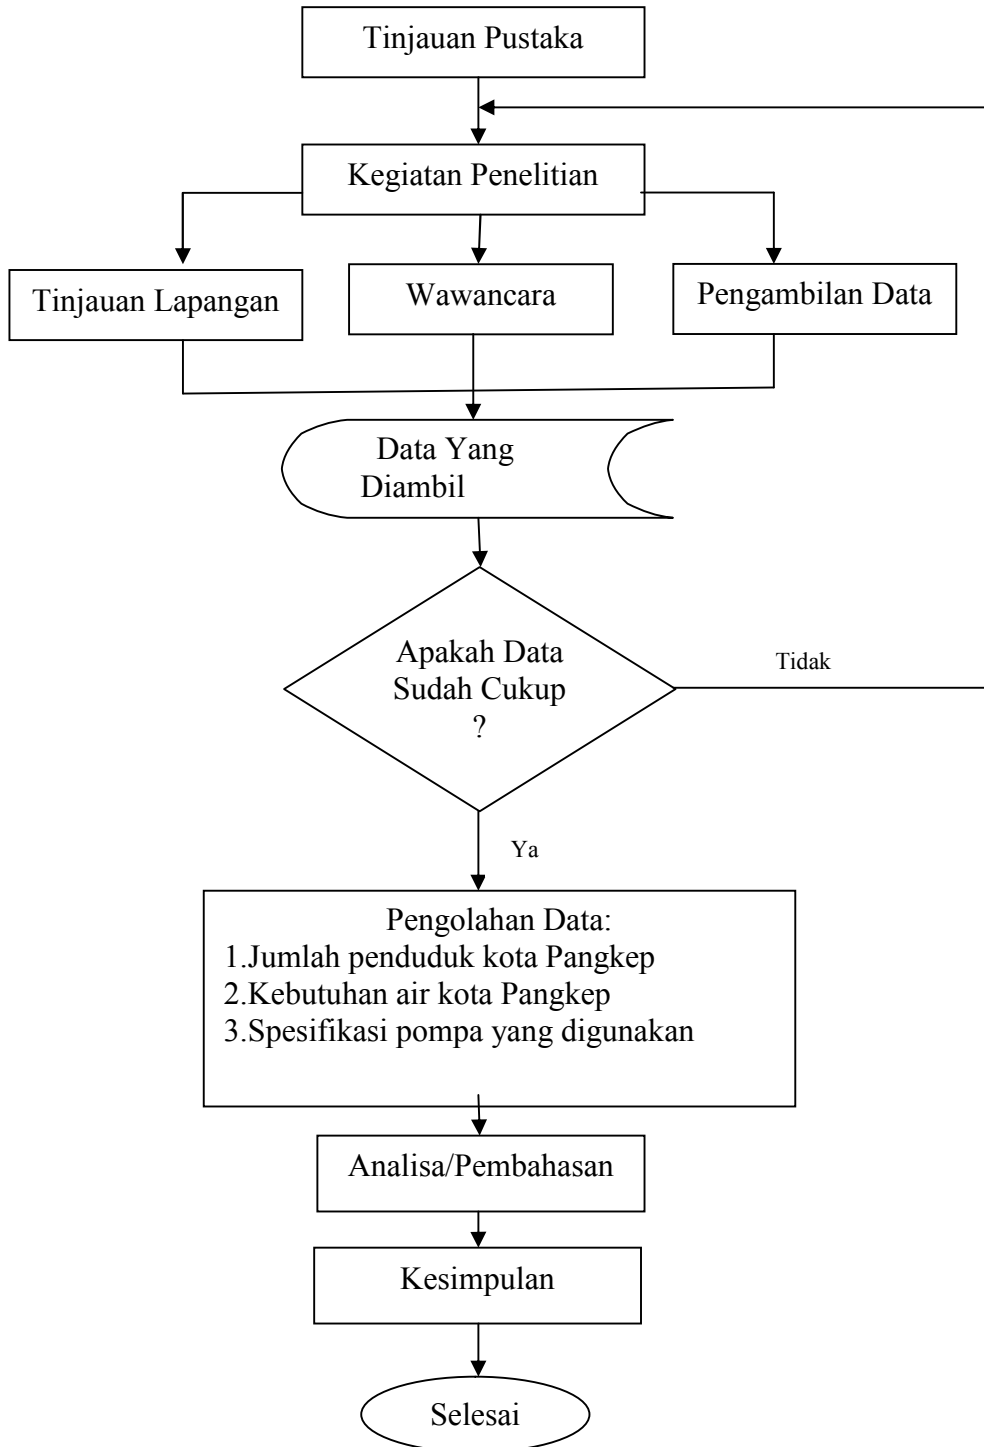 Tinjauan Pustaka
Kegiatan Penelitian
Tinjauan Lapangan
Wawancara
Pengambilan Data
Data Yang
Diambil
Apakah Data
Sudah Cukup
?
Tidak
Ya
Pengolahan Data:
1.Jumlah penduduk kota Pangkep
2.Kebutuhan air kota Pangkep
3.Spesifikasi pompa yang digunakan
Analisa/Pembahasan
Kesimpulan
Selesai